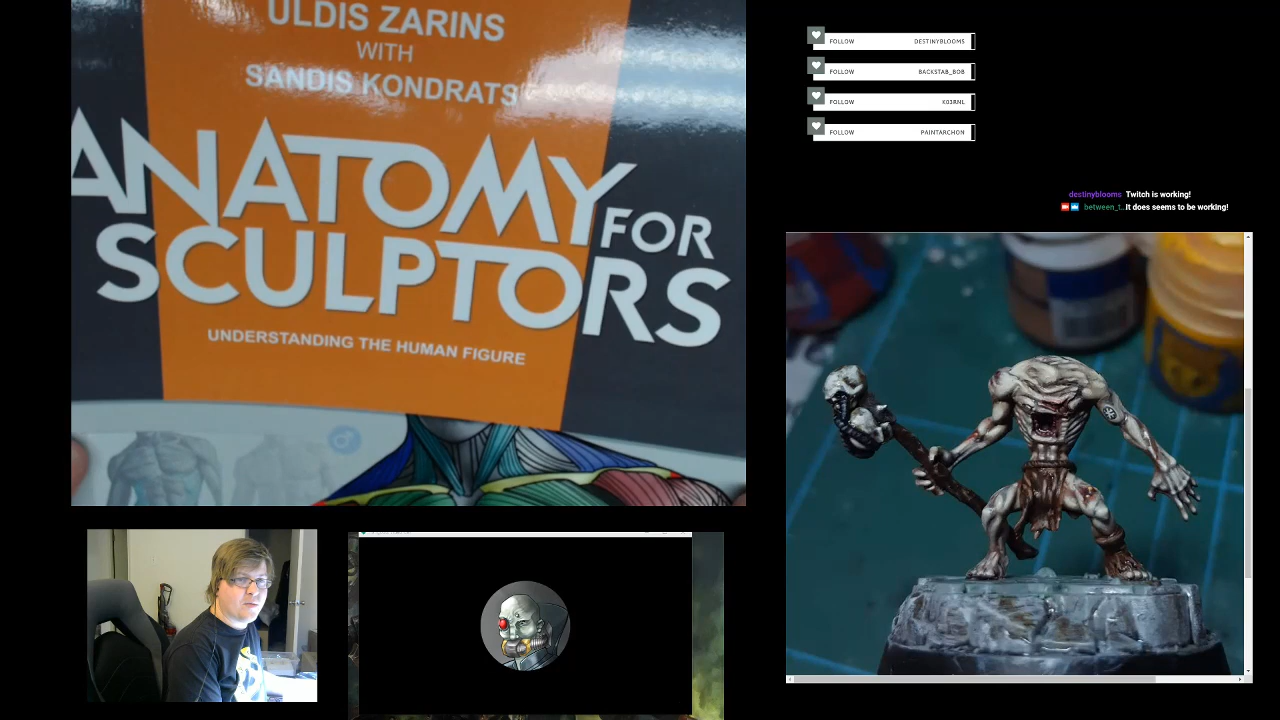 ULDIS ZARINS
WITH
SANDIS KONDRATS
ANATOMY
FOR
SCULPTORS
UNDERSTANDING THE HUMAN FIGURE
FOLLOW DESTINYBLOOMS
FOLLOW BACKSTAB_BOB
FOLLOW K03RNL
FOLLOW PAINTARCHON
destinyblooms Twitch is working!
between_t... It does seems to be working!